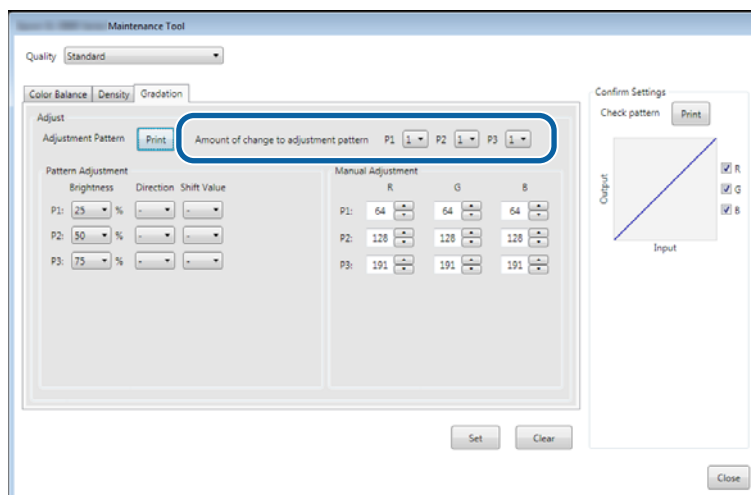 Maintenance Tool
Quality Standard
Color Balance Density Gradation
Adjust
Adjustment Pattern Print Amount of change to adjustment pattern P1 1 P2 1 P3 1
Pattern Adjustment
Brightness Direction Shift Value
P1: 25 % - -
P2: 50 % - -
P3: 75 % - -
Manual Adjustment
R G B
P1: 64 64 64
P2: 128 128 128
P3: 191 191 191
Confirm Settings
Check pattern Print
Output
Input
R
G
B
Set Clear
Close